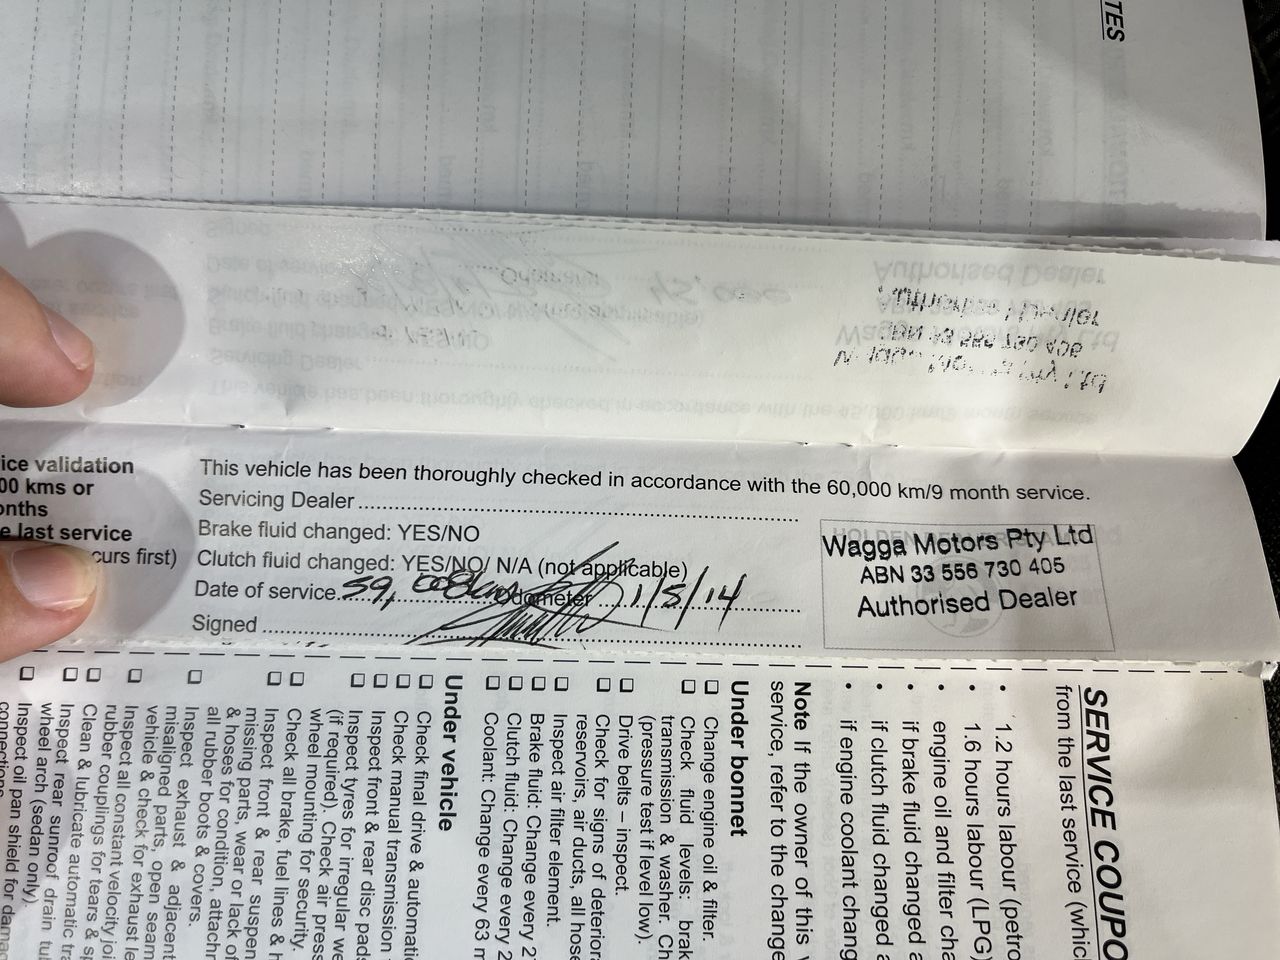 TES
ice validation
00 kms or
onths
e last service
curs first)
This vehicle has been thoroughly checked in accordance with the 60,000 km/9 month service.
Servicing Dealer
Brake fluid changed: YES/NO
Clutch fluid changed: YES/NO/ N/A (not applicable)
Date of service 59,008km Odometer 1/5/14
Signed
Wagga Motors Pty Ltd
ABN 33 556 730 405
Authorised Dealer
SERVICE COUPO
from the last service (whic
• 1.2 hours labour (petro
• 1.6 hours labour (LPG)
• engine oil and filter cha
• if brake fluid changed a
• if clutch fluid changed a
• if engine coolant chang
Note If the owner of this v
service, refer to the change
Under bonnet
☐ Change engine oil & filter.
☐ Check fluid levels: brak
transmission & washer. Ch
(pressure test if level low).
☐ Drive belts – inspect.
☐ Check for signs of deteriora
reservoirs, air ducts, all hose
☐ Inspect air filter element.
☐ Brake fluid: Change every 2
☐ Clutch fluid: Change every 2
☐ Coolant: Change every 63 m
Under vehicle
☐ Check final drive & automatic
☐ Check manual transmission
☐ Inspect front & rear disc pads
☐ Inspect tyres for irregular we
(if required). Check air press
wheel mounting for security.
☐ Check all brake, fuel lines & h
☐ Inspect front & rear suspen
missing parts, wear or lack of
& hoses for condition, attachm
all rubber boots & covers.
☐ Inspect exhaust & adjacent
misaligned parts, open seam
vehicle & check for exhaust le
☐ Inspect all constant velocity joi
rubber couplings for tears & sp
☐ Clean & lubricate automatic tra
☐ Inspect rear sunroof drain tub
wheel arch (sedan only).
☐ Inspect oil pan shield for damag
connections